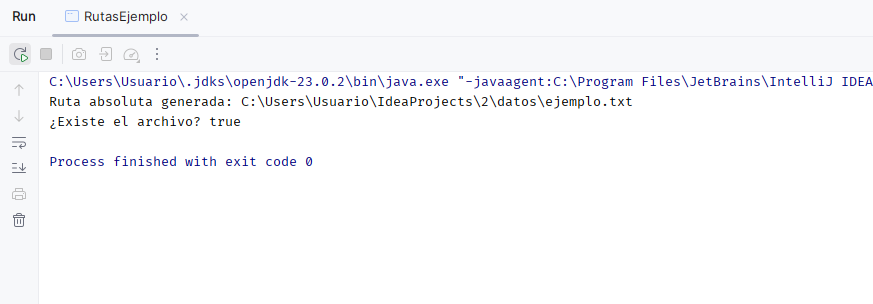 Run RutasEjemplo
C:\Users\Usuario\.jdks\openjdk-23.0.2\bin\java.exe "-javaagent:C:\Program Files\JetBrains\IntelliJ IDEA
Ruta absoluta generada: C:\Users\Usuario\IdeaProjects\2\datos\ejemplo.txt
¿Existe el archivo? true
Process finished with exit code 0